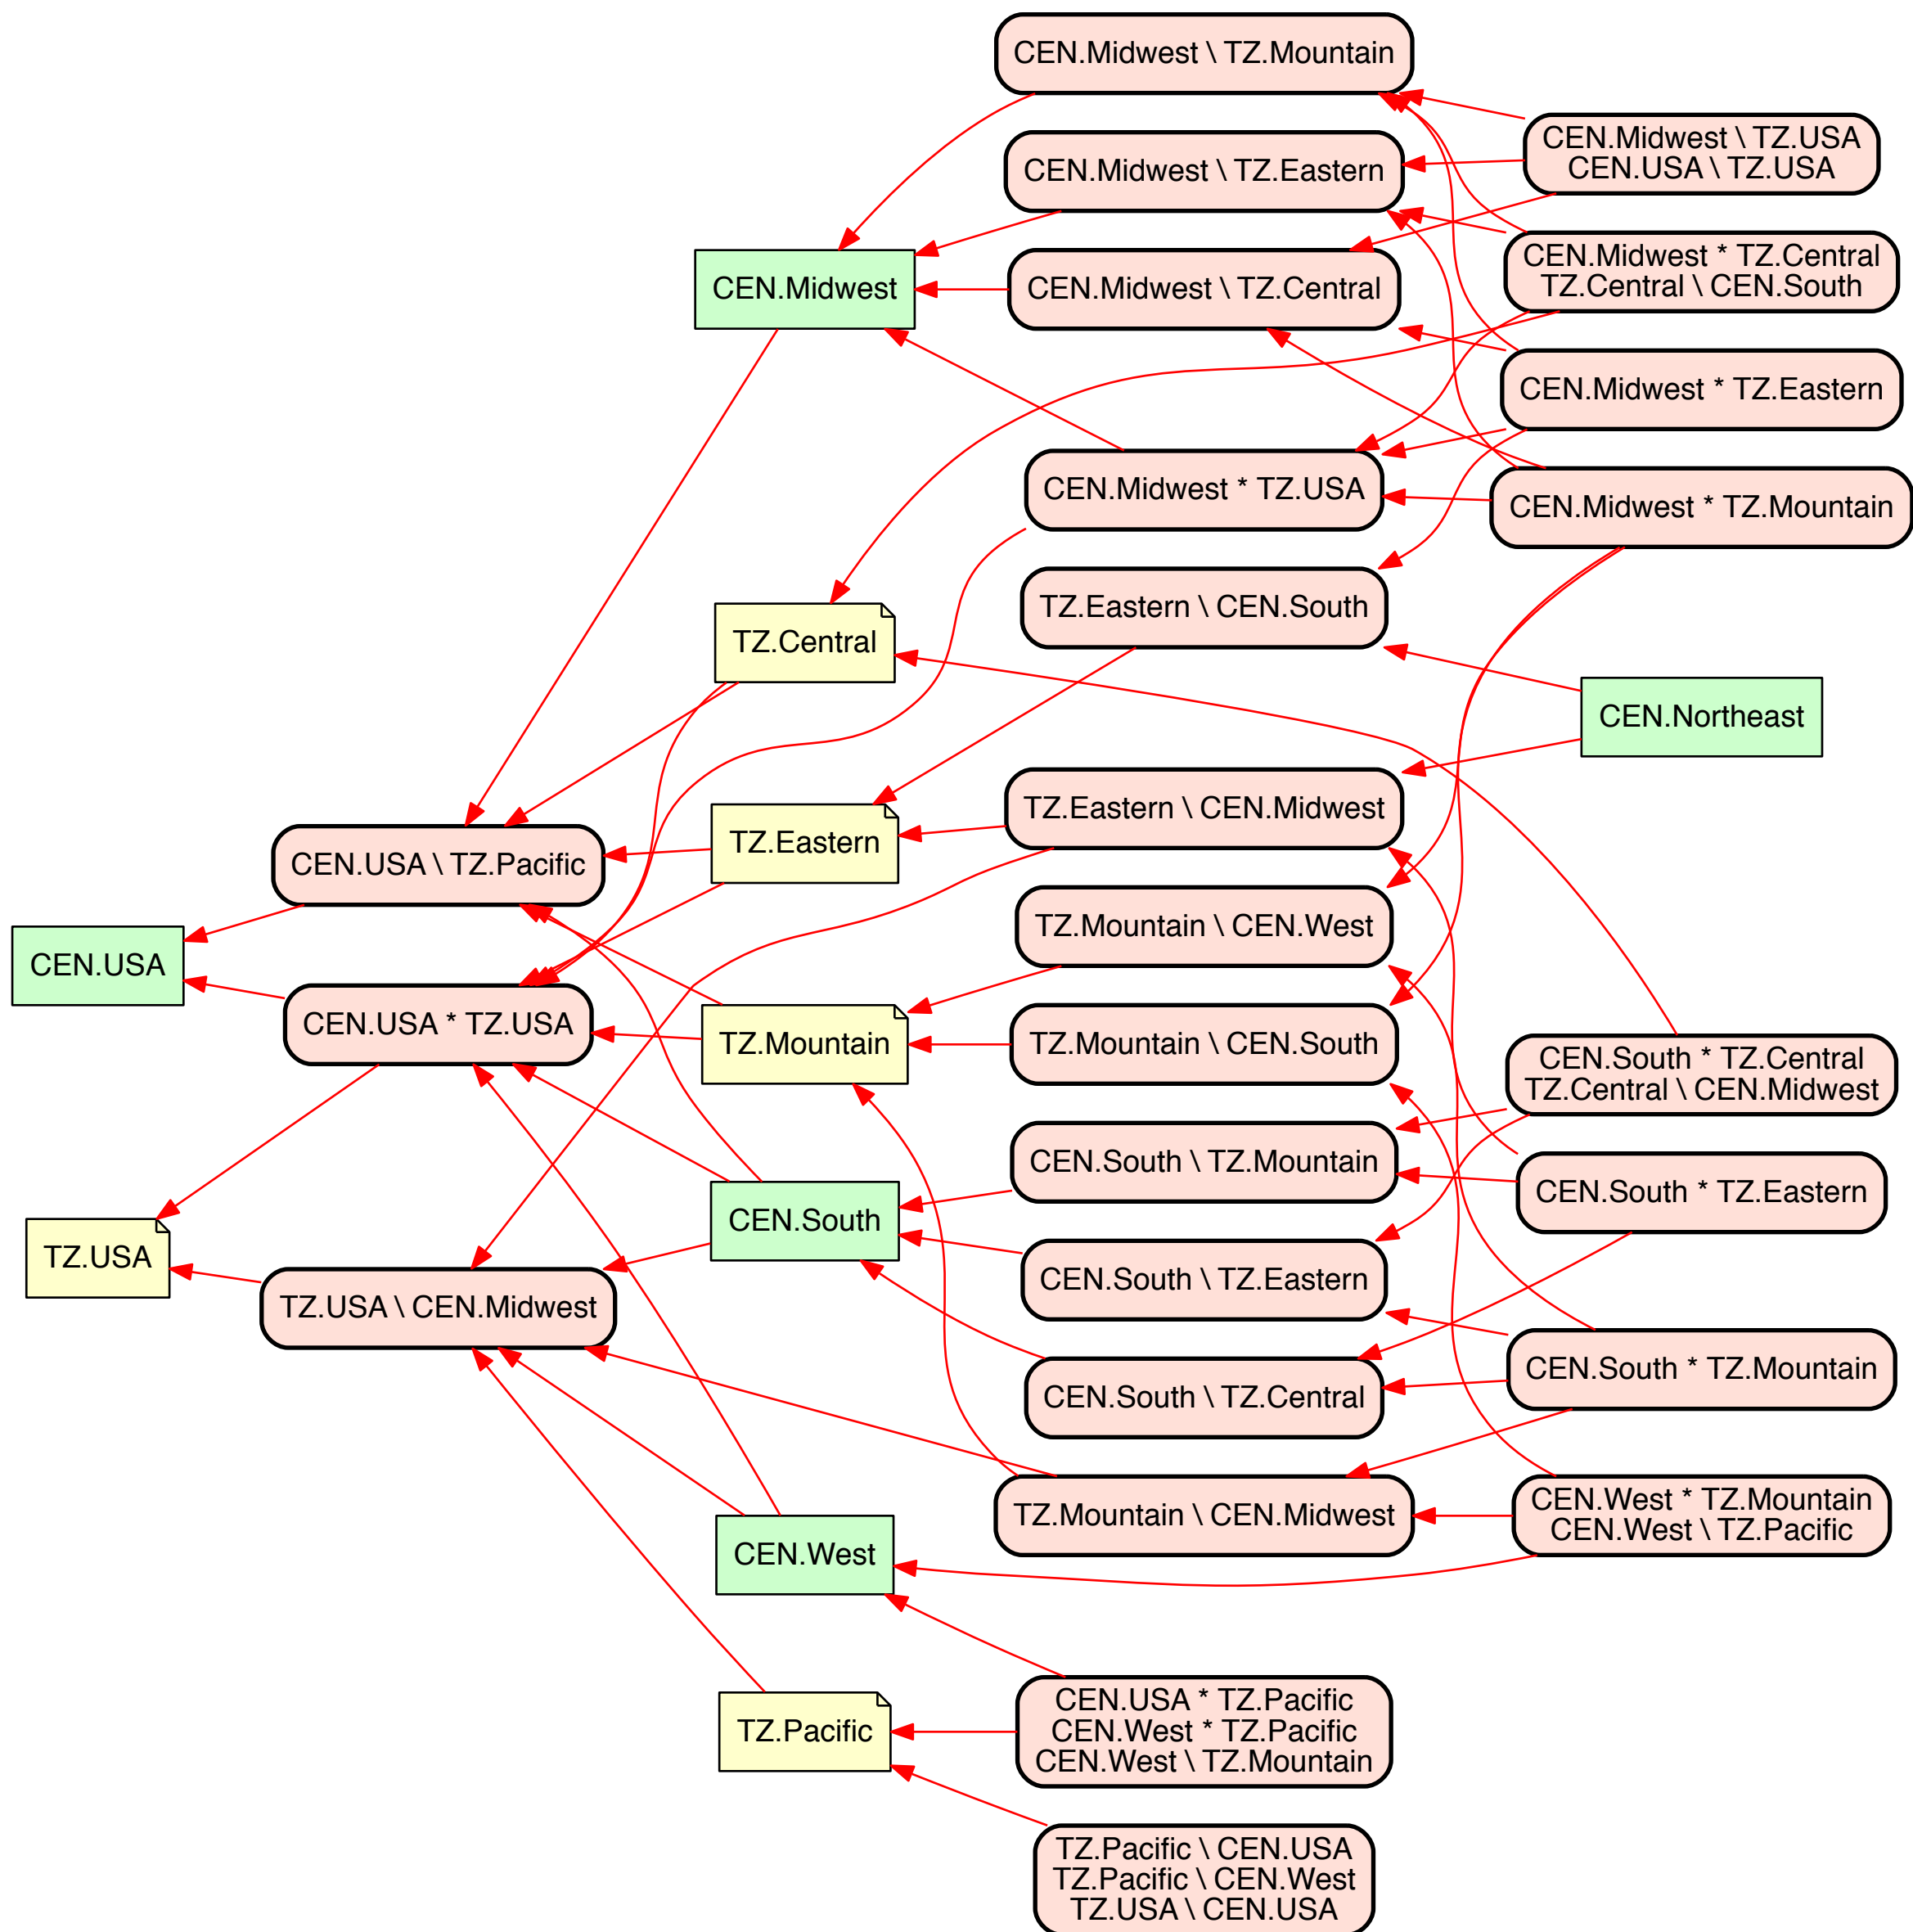 CEN.Midwest \ TZ.Mountain
CEN.Midwest \ TZ.USA
CEN.USA \ TZ.USA
CEN.Midwest \ TZ.Eastern
CEN.Midwest * TZ.Central
TZ.Central \ CEN.South
CEN.Midwest
CEN.Midwest \ TZ.Central
CEN.Midwest * TZ.Eastern
CEN.Midwest * TZ.USA
CEN.Midwest * TZ.Mountain
TZ.Eastern \ CEN.South
TZ.Central
CEN.Northeast
TZ.Eastern \ CEN.Midwest
TZ.Eastern
CEN.USA \ TZ.Pacific
TZ.Mountain \ CEN.West
CEN.USA
CEN.USA * TZ.USA
TZ.Mountain
TZ.Mountain \ CEN.South
CEN.South * TZ.Central
TZ.Central \ CEN.Midwest
CEN.South \ TZ.Mountain
CEN.South * TZ.Eastern
CEN.South
TZ.USA
CEN.South \ TZ.Eastern
TZ.USA \ CEN.Midwest
CEN.South * TZ.Mountain
CEN.South \ TZ.Central
TZ.Mountain \ CEN.Midwest
CEN.West * TZ.Mountain
CEN.West \ TZ.Pacific
CEN.West
CEN.USA * TZ.Pacific
CEN.West * TZ.Pacific
CEN.West \ TZ.Mountain
TZ.Pacific
TZ.Pacific \ CEN.USA
TZ.Pacific \ CEN.West
TZ.USA \ CEN.USA